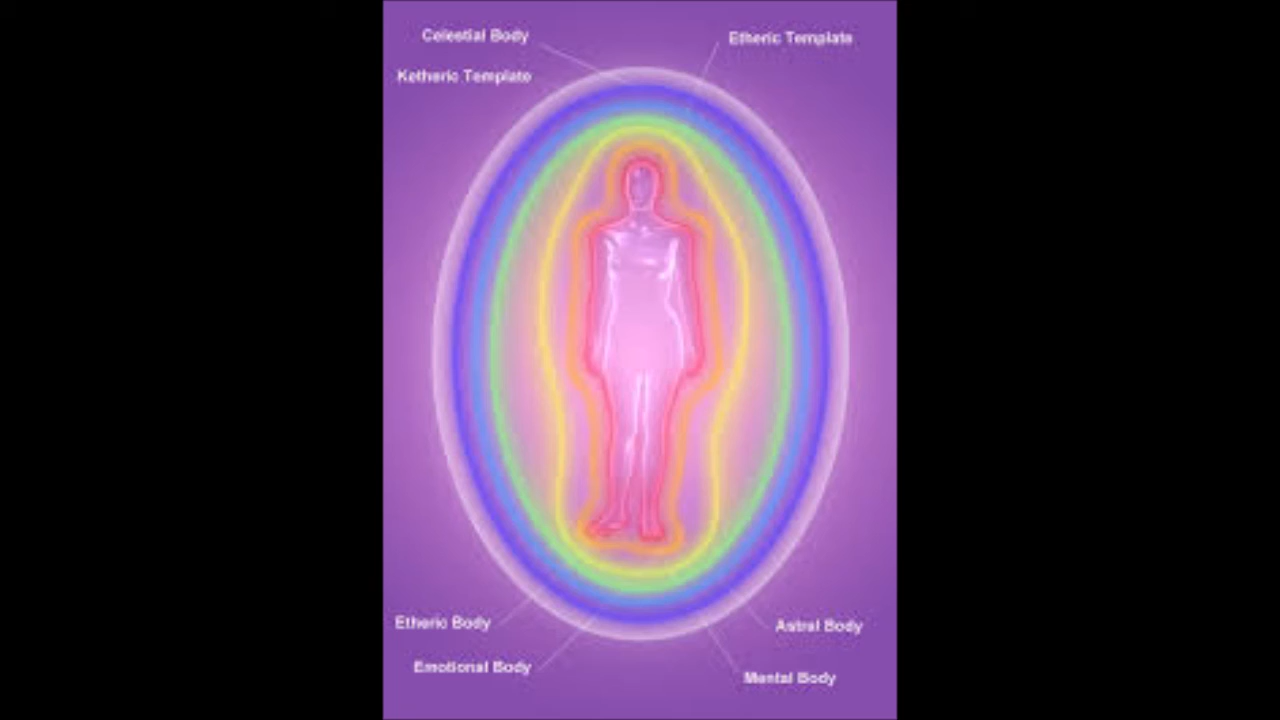 Celestial Body
Etheric Template
Ketheric Template
Etheric Body
Astral Body
Emotional Body
Mental Body